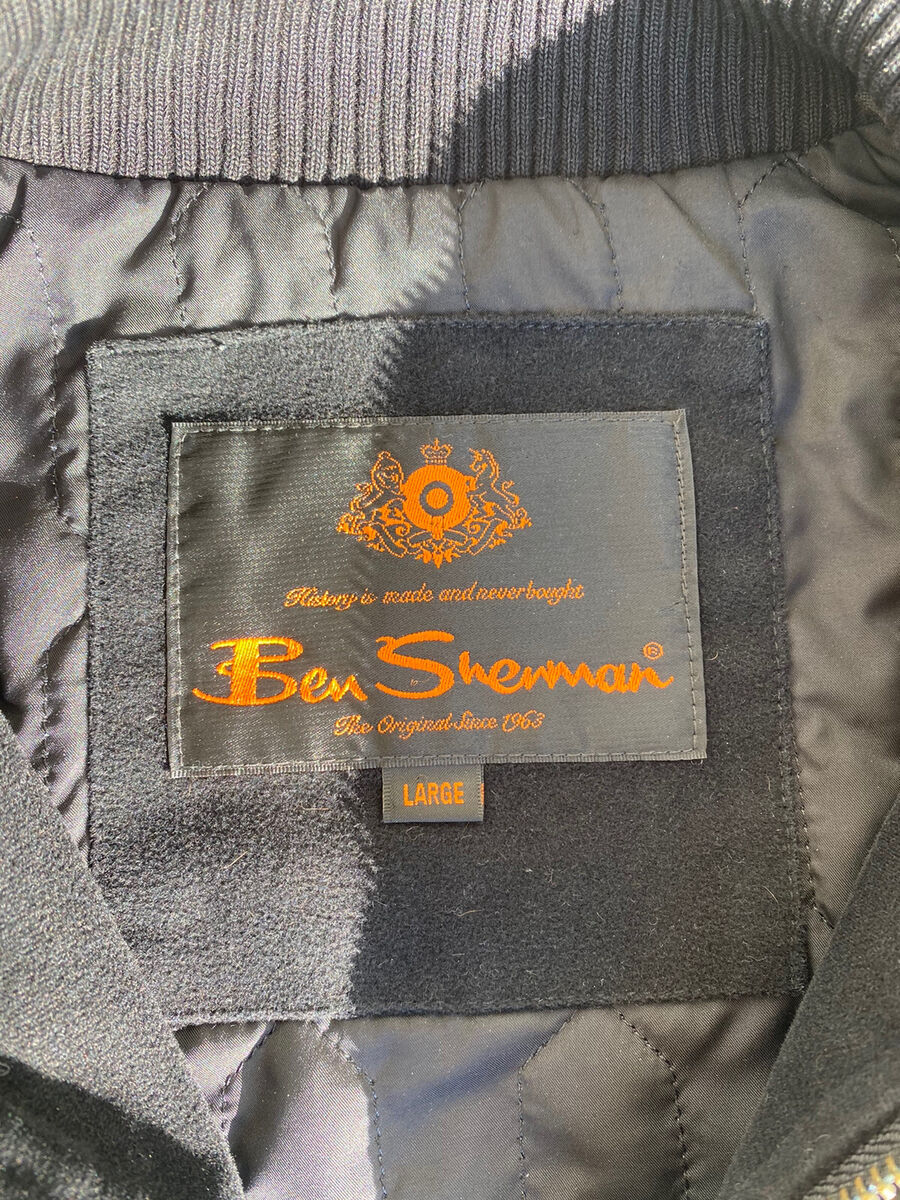 History is made and never bought
Ben Sherman®
The Original Since 1963
LARGE